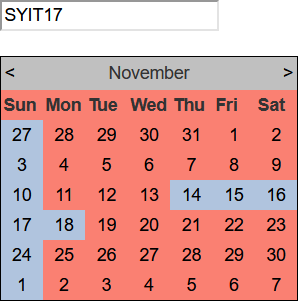 SYIT17
< November >
Sun Mon Tue Wed Thu Fri Sat
27 28 29 30 31 1 2
3 4 5 6 7 8 9
10 11 12 13 14 15 16
17 18 19 20 21 22 23
24 25 26 27 28 29 30
1 2 3 4 5 6 7